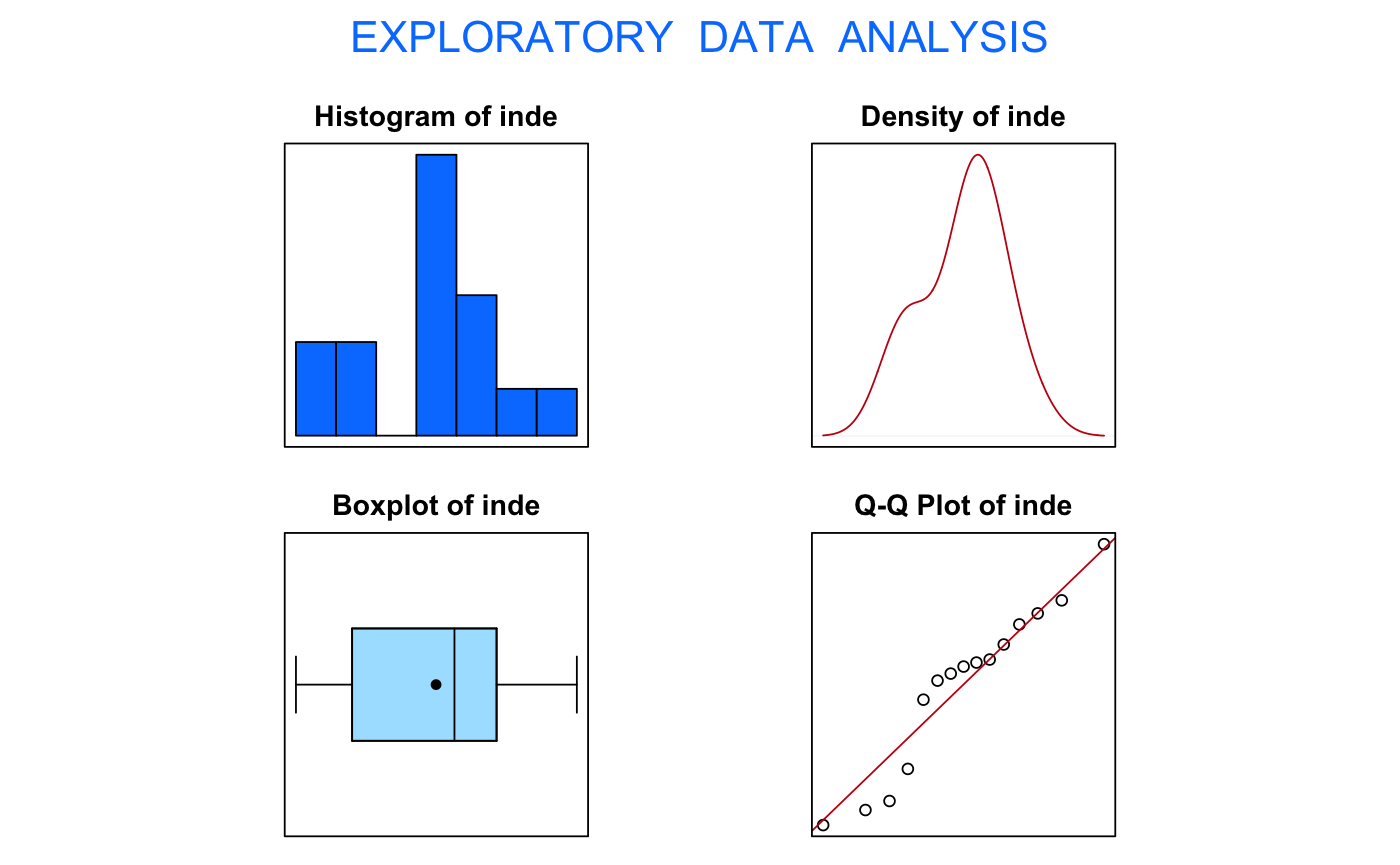 EXPLORATORY DATA ANALYSIS
Histogram of inde
Density of inde
Boxplot of inde
Q-Q Plot of inde